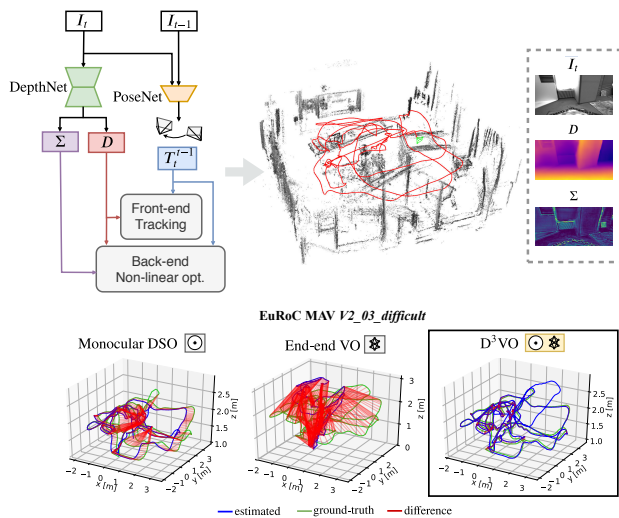 I_t
I_{t-1}
DepthNet
PoseNet
Σ
D
T_t^{t-1}
Front-end
Tracking
Back-end
Non-linear opt.
I_t
D
Σ
EuRoC MAV V2_03_difficult
Monocular DSO
End-end VO
D³VO
2.5
2.0
1.5
1.0
z [m]
−2 −1 0 1 2 3
x [m]
−2 −1 0 1 2 3
y [m]
3
2
1
0
z [m]
−2 −1 0 1 2 3
x [m]
−2 −1 0 1 2 3
y [m]
2.5
2.0
1.5
1.0
z [m]
−2 −1 0 1 2 3
x [m]
−2 −1 0 1 2 3
y [m]
estimated ground-truth difference